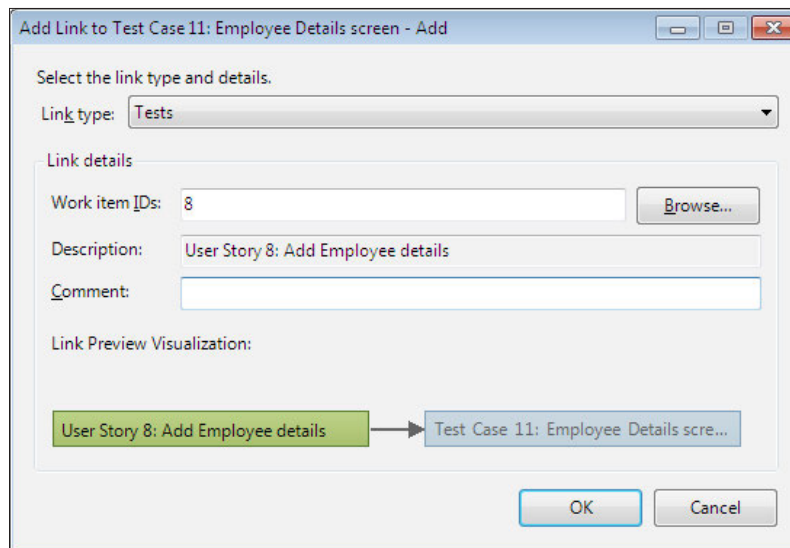 Add Link to Test Case 11: Employee Details screen - Add
Select the link type and details.
Link type: Tests
Link details
Work item IDs: 8 Browse...
Description: User Story 8: Add Employee details
Comment:
Link Preview Visualization:
User Story 8: Add Employee details Test Case 11: Employee Details scre...
OK Cancel